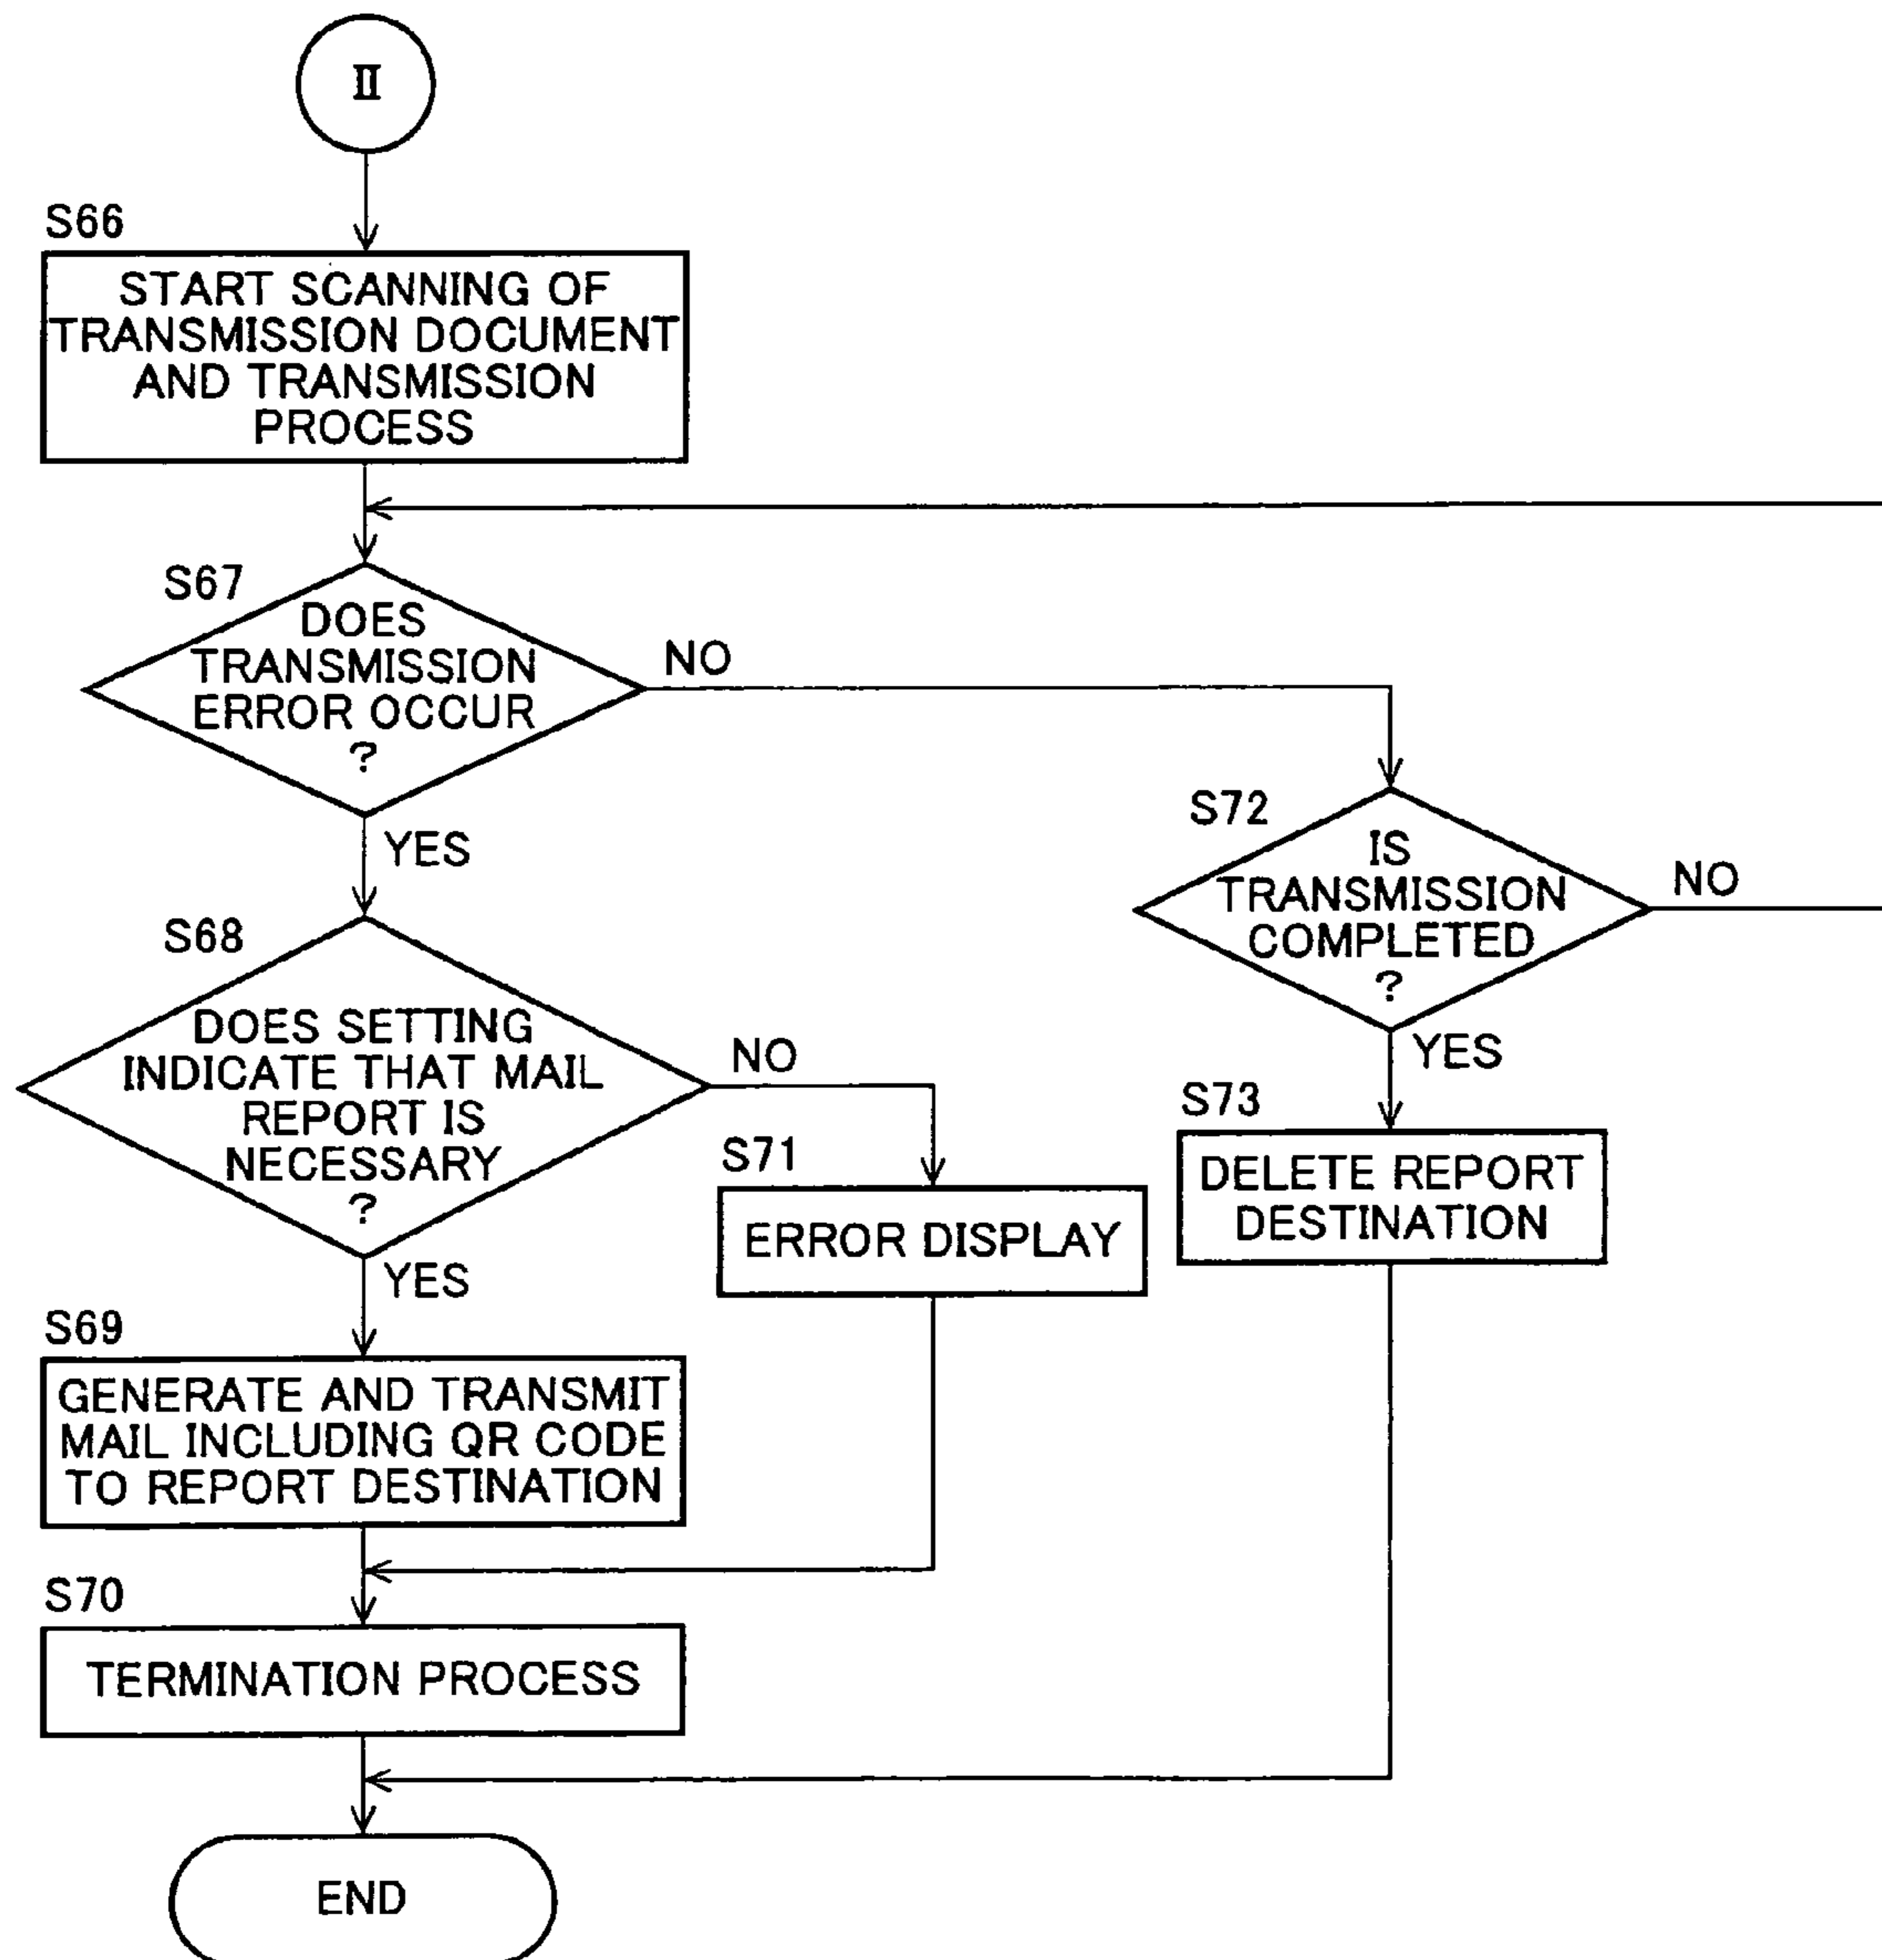 II
S66
START SCANNING OF
TRANSMISSION DOCUMENT
AND TRANSMISSION
PROCESS
S67
DOES
TRANSMISSION
ERROR OCCUR
?
NO
YES
S72
IS
TRANSMISSION
COMPLETED
?
NO
YES
S68
DOES SETTING
INDICATE THAT MAIL
REPORT IS
NECESSARY
?
NO
YES
S73
DELETE REPORT
DESTINATION
S71
ERROR DISPLAY
S69
GENERATE AND TRANSMIT
MAIL INCLUDING QR CODE
TO REPORT DESTINATION
S70
TERMINATION PROCESS
END